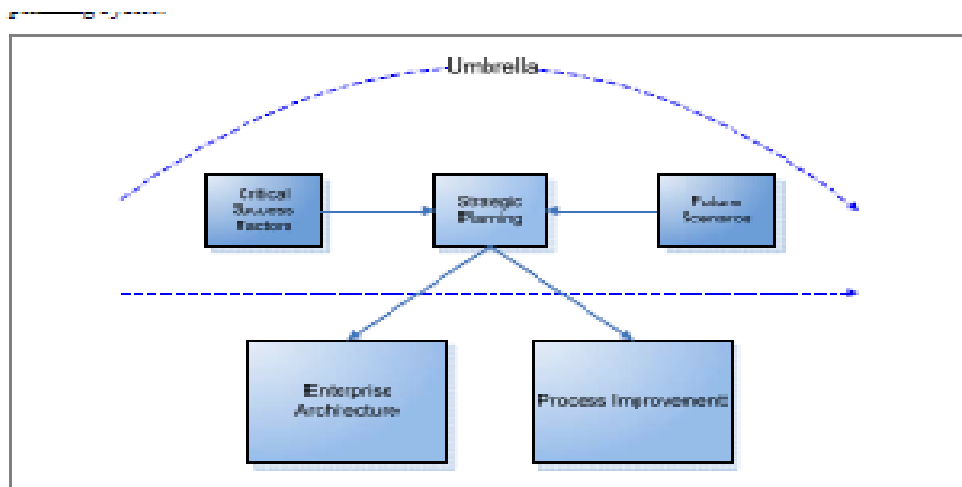 Umbrella
Critical
Success
Factors
Strategic
Planning
Future
Scenarios
Enterprise
Architecture
Process Improvement